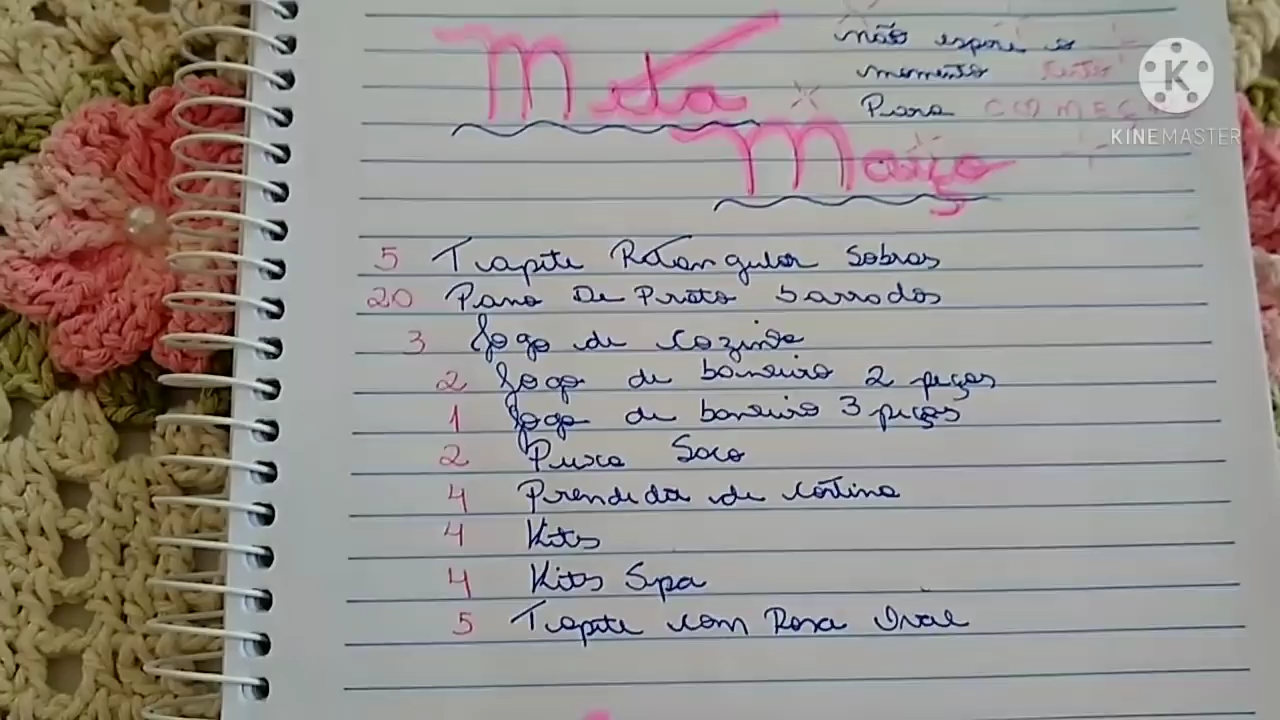 Meta
Março
não espere o
momento
Para COMEÇ
KINEMASTER
5 Tapete Retangular Sobras
20 Pano De Prato barrados
3 Jogo de Cozinha
2 Jogo de banheiro 2 peças
1 Jogo de banheiro 3 peças
2 Puxa Saco
4 Prendedor de Cortina
4 Kits
4 Kits Spa
5 Tapete com Rosa Oval